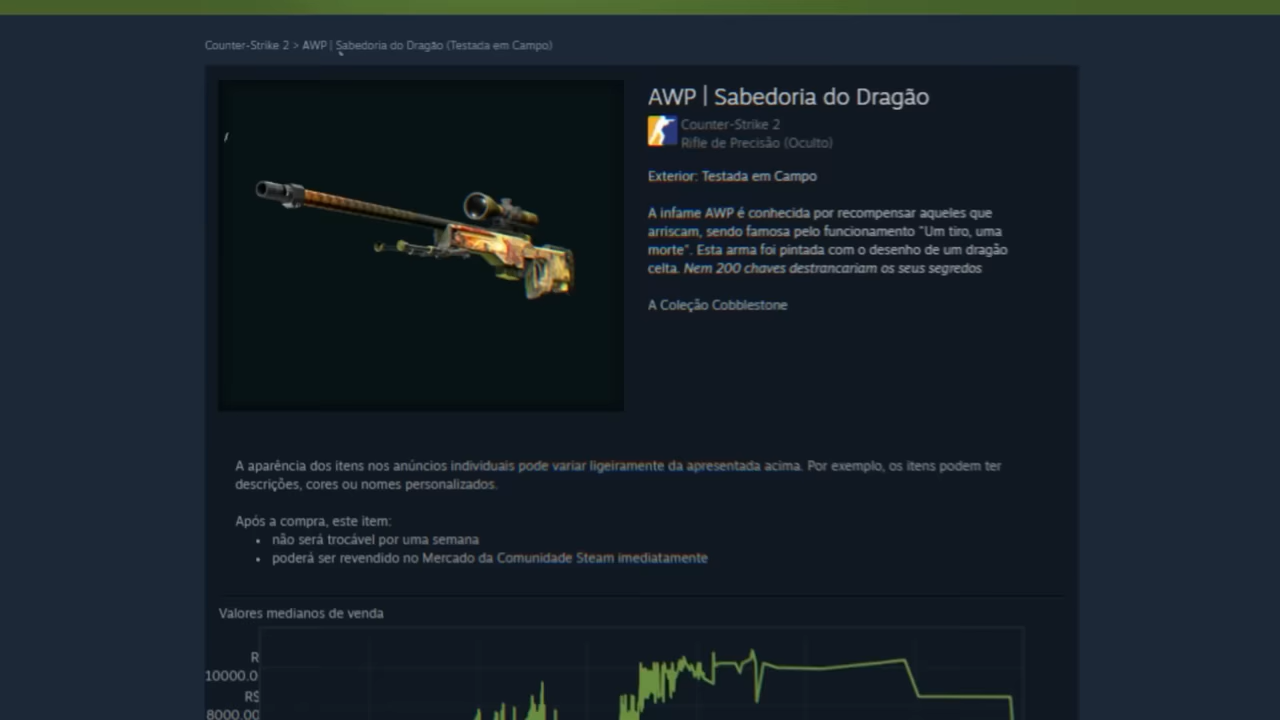 Counter-Strike 2 > AWP | Sabedoria do Dragão (Testada em Campo)
AWP | Sabedoria do Dragão
Counter-Strike 2
Rifle de Precisão (Oculto)
Exterior: Testada em Campo
A infame AWP é conhecida por recompensar aqueles que
arriscam, sendo famosa pelo funcionamento "Um tiro, uma
morte". Esta arma foi pintada com o desenho de um dragão
celta. Nem 200 chaves destrancariam os seus segredos
A Coleção Cobblestone
A aparência dos itens nos anúncios individuais pode variar ligeiramente da apresentada acima. Por exemplo, os itens podem ter
descrições, cores ou nomes personalizados.
Após a compra, este item:
• não será trocável por uma semana
• poderá ser revendido no Mercado da Comunidade Steam imediatamente
Valores medianos de venda
R
10000.0
R$
8000.00